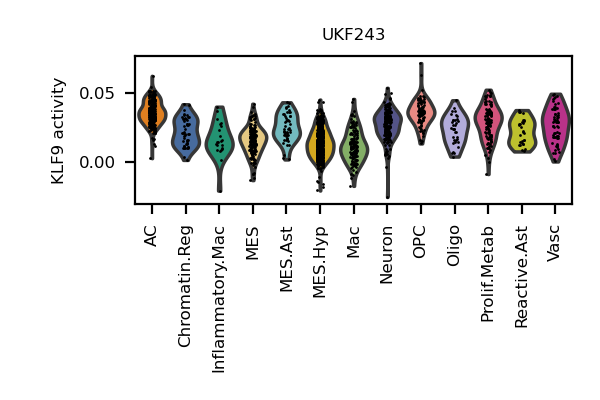 UKF243
KLF9 activity
0.05
0.00
AC
Chromatin.Reg
Inflammatory.Mac
MES
MES.Ast
MES.Hyp
Mac
Neuron
OPC
Oligo
Prolif.Metab
Reactive.Ast
Vasc